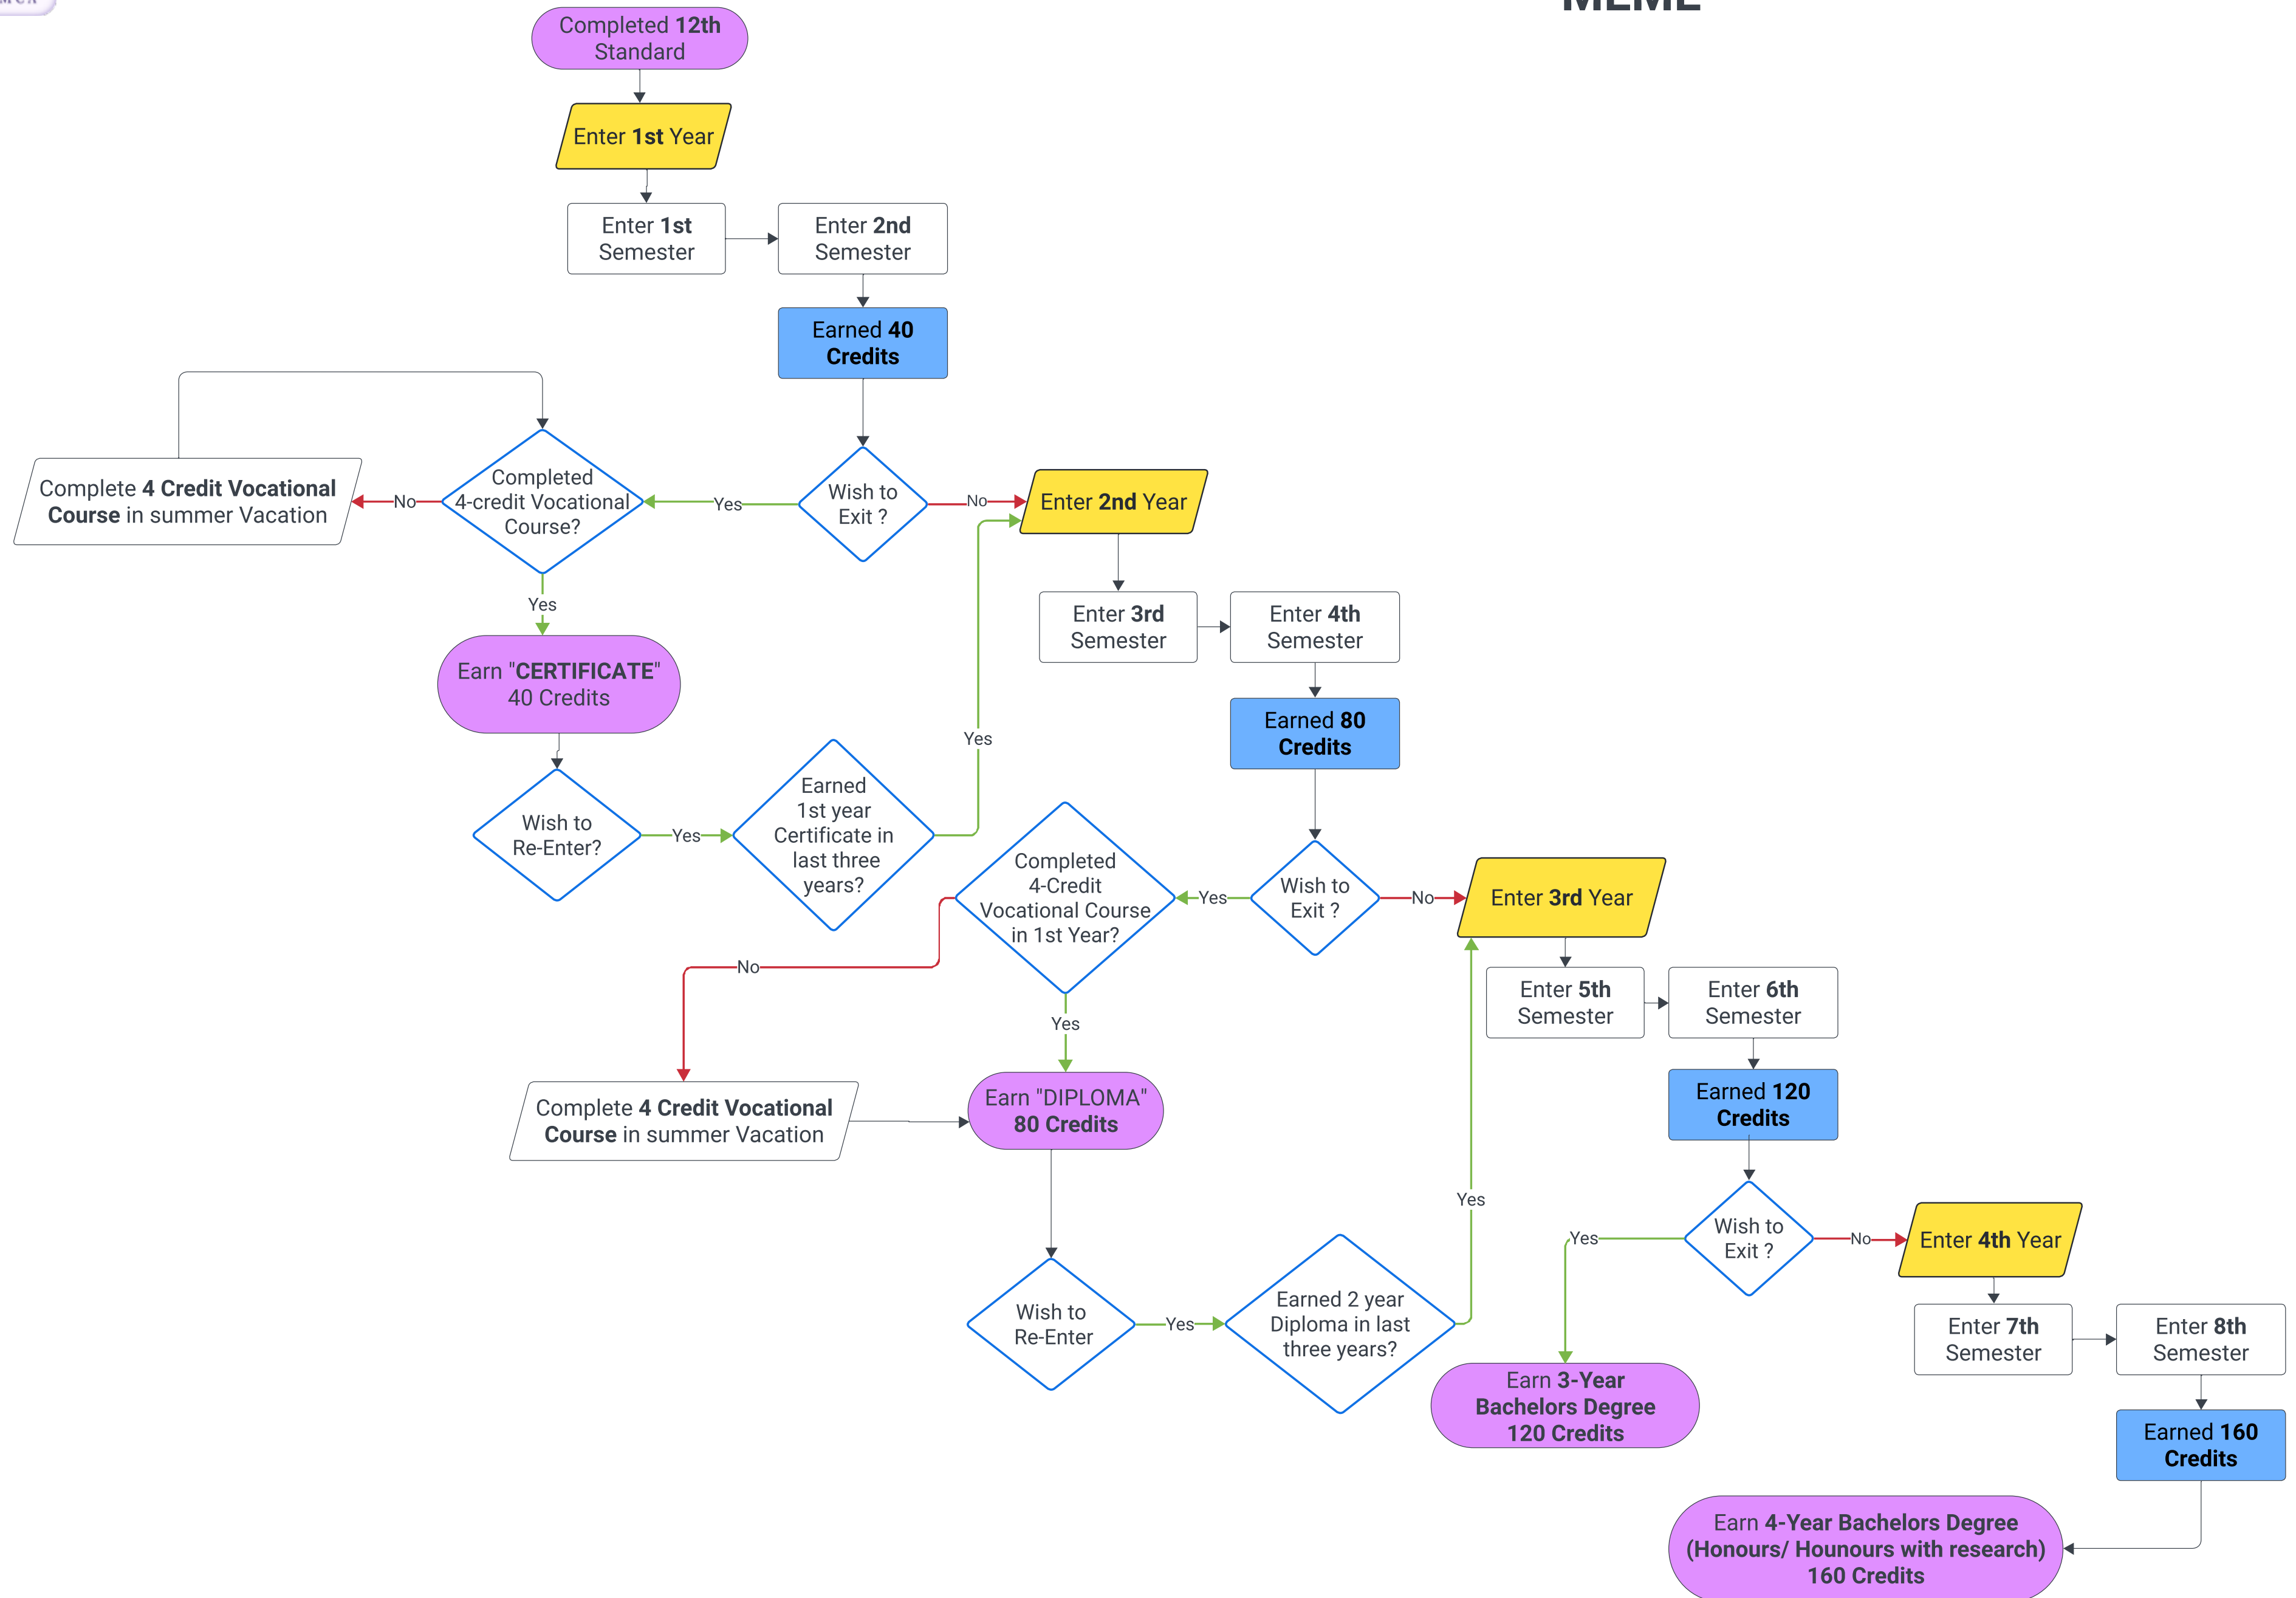 MEME
Completed 12th
Standard
Enter 1st Year
Enter 1st
Semester
Enter 2nd
Semester
Earned 40
Credits
Wish to
Exit ?
Yes
No
Completed
4-credit Vocational
Course?
No
Complete 4 Credit Vocational
Course in summer Vacation
Yes
Earn "CERTIFICATE"
40 Credits
Wish to
Re-Enter?
Yes
Earned
1st year
Certificate in
last three
years?
Yes
Enter 2nd Year
Enter 3rd
Semester
Enter 4th
Semester
Earned 80
Credits
Wish to
Exit ?
Yes
No
Completed
4-Credit
Vocational Course
in 1st Year?
No
Complete 4 Credit Vocational
Course in summer Vacation
Yes
Earn "DIPLOMA"
80 Credits
Wish to
Re-Enter
Yes
Earned 2 year
Diploma in last
three years?
Yes
Enter 3rd Year
Enter 5th
Semester
Enter 6th
Semester
Earned 120
Credits
Wish to
Exit ?
Yes
No
Earn 3-Year
Bachelors Degree
120 Credits
Enter 4th Year
Enter 7th
Semester
Enter 8th
Semester
Earned 160
Credits
Earn 4-Year Bachelors Degree
(Honours/ Hounours with research)
160 Credits